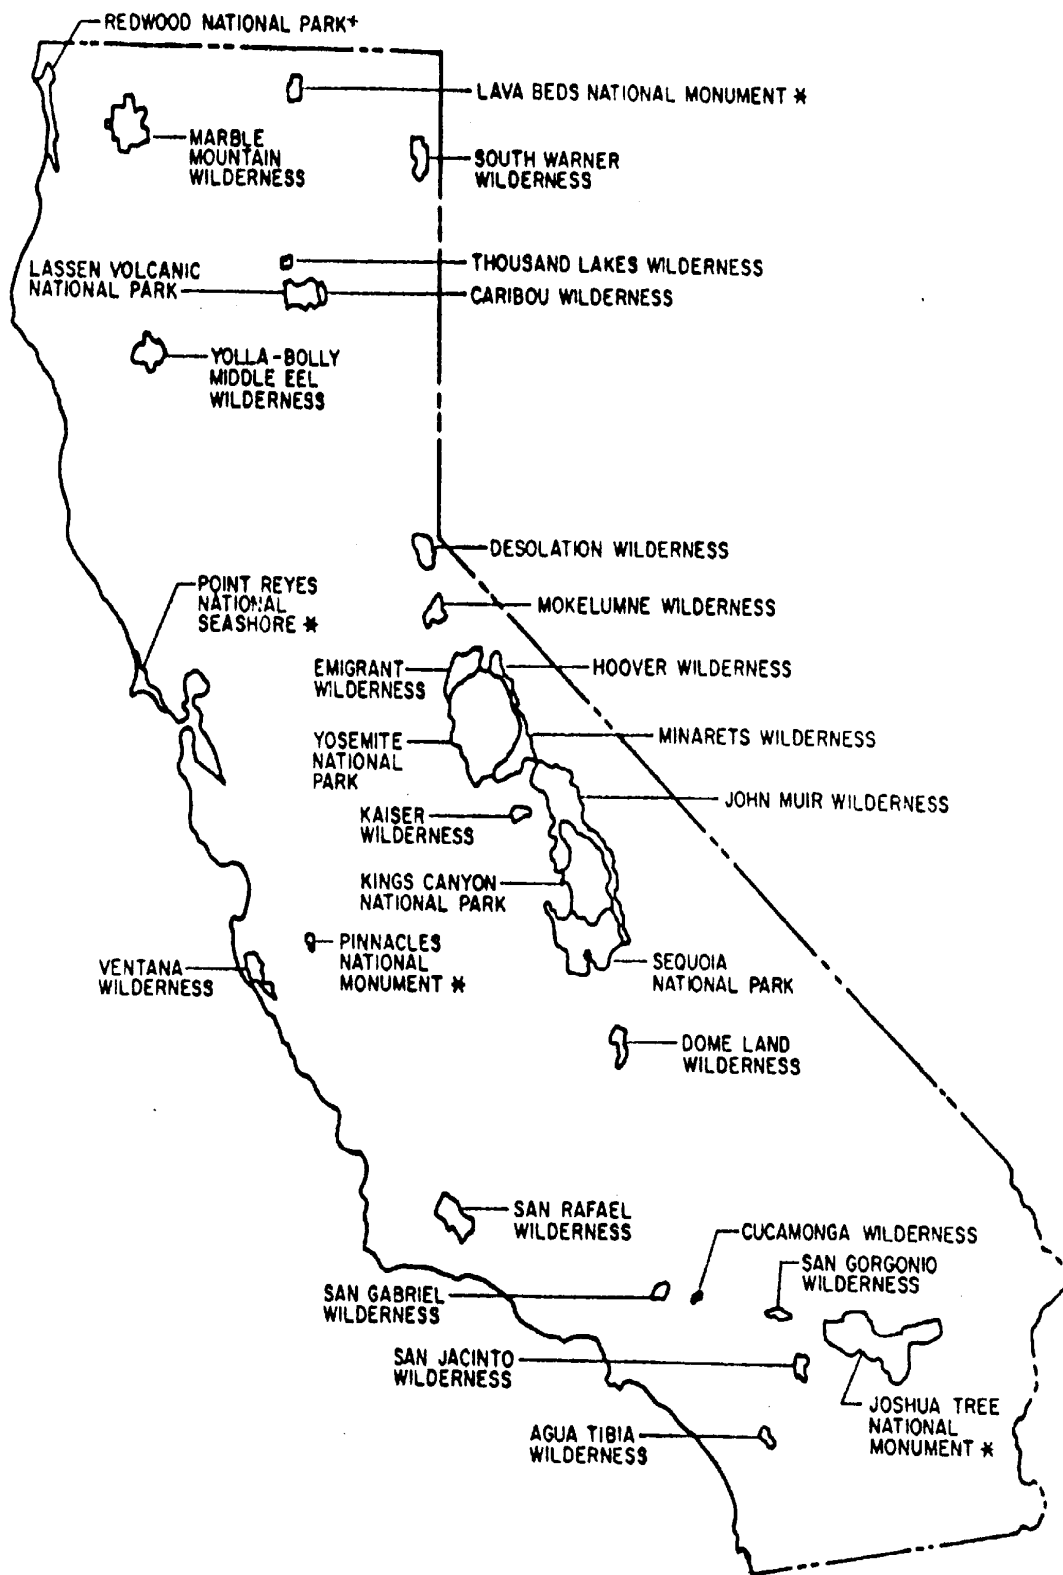 REDWOOD NATIONAL PARK+
LAVA BEDS NATIONAL MONUMENT *
MARBLE
MOUNTAIN
WILDERNESS
SOUTH WARNER
WILDERNESS
THOUSAND LAKES WILDERNESS
LASSEN VOLCANIC
NATIONAL PARK
CARIBOU WILDERNESS
YOLLA-BOLLY
MIDDLE EEL
WILDERNESS
DESOLATION WILDERNESS
POINT REYES
NATIONAL
SEASHORE *
MOKELUMNE WILDERNESS
EMIGRANT
WILDERNESS
HOOVER WILDERNESS
YOSEMITE
NATIONAL
PARK
MINARETS WILDERNESS
JOHN MUIR WILDERNESS
KAISER
WILDERNESS
KINGS CANYON
NATIONAL PARK
PINNACLES
NATIONAL
MONUMENT *
VENTANA
WILDERNESS
SEQUOIA
NATIONAL PARK
DOME LAND
WILDERNESS
SAN RAFAEL
WILDERNESS
CUCAMONGA WILDERNESS
SAN GORGONIO
WILDERNESS
SAN GABRIEL
WILDERNESS
SAN JACINTO
WILDERNESS
JOSHUA TREE
NATIONAL
MONUMENT *
AGUA TIBIA
WILDERNESS